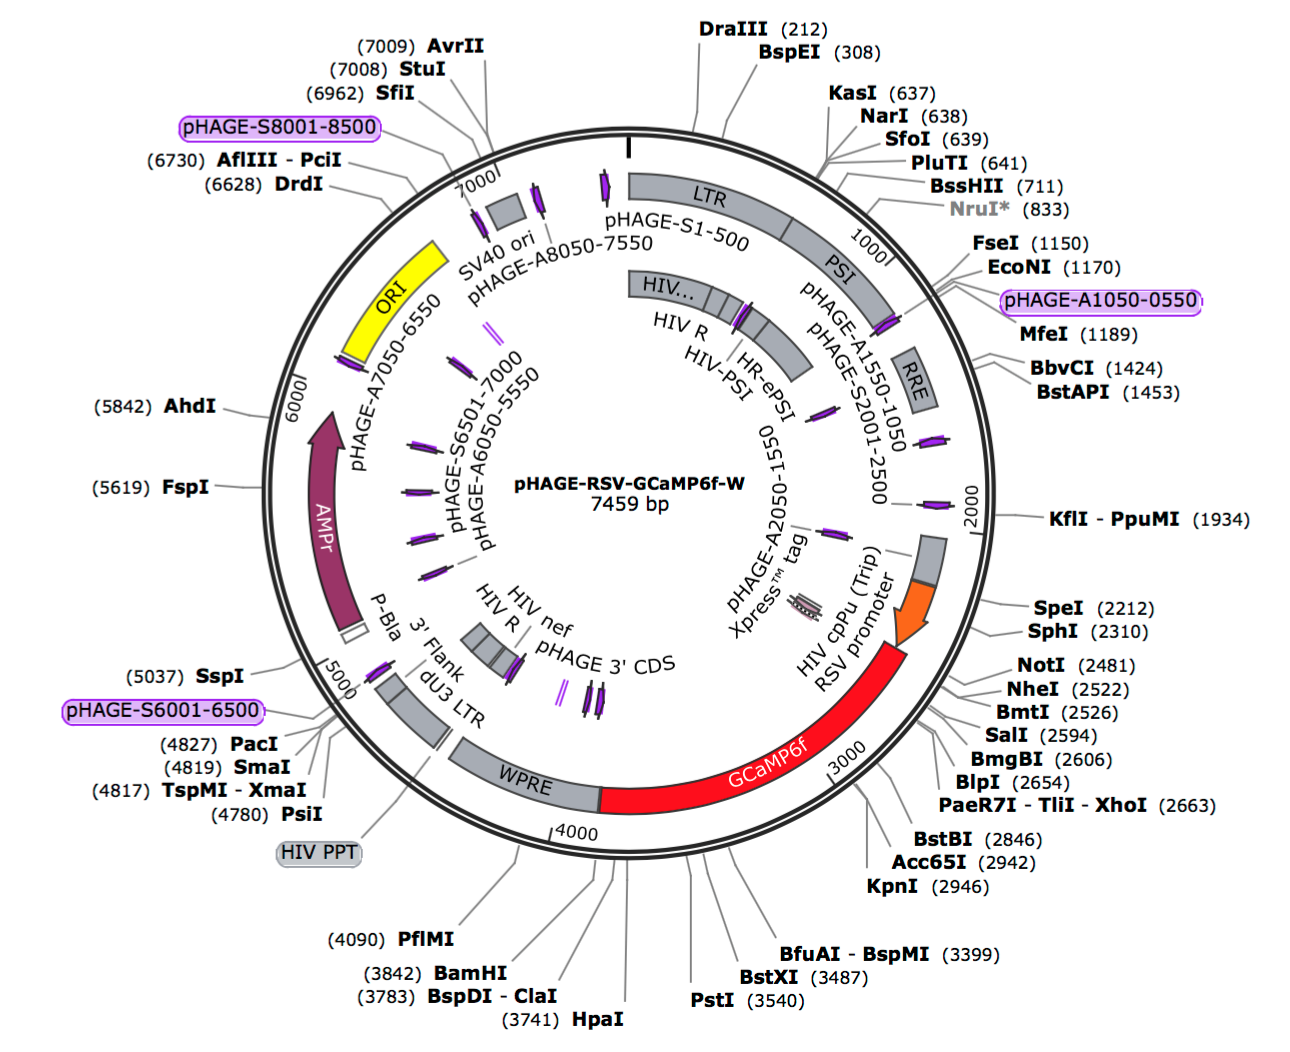 DraIII (212)
BspEI (308)
KasI (637)
NarI (638)
SfoI (639)
PluTI (641)
BssHII (711)
NruI* (833)
FseI (1150)
EcoNI (1170)
pHAGE-A1050-0550
MfeI (1189)
BbvCI (1424)
BstAPI (1453)
KflI - PpuMI (1934)
SpeI (2212)
SphI (2310)
NotI (2481)
NheI (2522)
BmtI (2526)
SalI (2594)
BmgBI (2606)
BlpI (2654)
PaeR7I - TliI - XhoI (2663)
BstBI (2846)
Acc65I (2942)
KpnI (2946)
BfuAI - BspMI (3399)
BstXI (3487)
PstI (3540)
(3741) HpaI
(3783) BspDI - ClaI
(3842) BamHI
(4090) PflMI
HIV PPT
(4780) PsiI
(4817) TspMI - XmaI
(4819) SmaI
(4827) PacI
pHAGE-S6001-6500
(5037) SspI
(5619) FspI
(5842) AhdI
(6628) DrdI
(6730) AflIII - PciI
pHAGE-S8001-8500
(6962) SfiI
(7008) StuI
(7009) AvrII
1000
2000
3000
4000
5000
6000
7000
LTR
PSI
pHAGE-S1-500
HIV...
HIV R
HIV-PSI
HR-ePSI
pHAGE-A1550-1050
pHAGE-S2001-2500
RRE
pHAGE-A2050-1550
Xpress™ tag
HIV cpPu (Trip)
RSV promoter
GCaMP6f
WPRE
pHAGE 3' CDS
HIV nef
HIV R
dU3 LTR
3' Flank
P-Bla
AMPr
pHAGE-A6050-5550
pHAGE-S6501-7000
pHAGE-A7050-6550
ORI
SV40 ori
pHAGE-A8050-7550
pHAGE-RSV-GCaMP6f-W
7459 bp